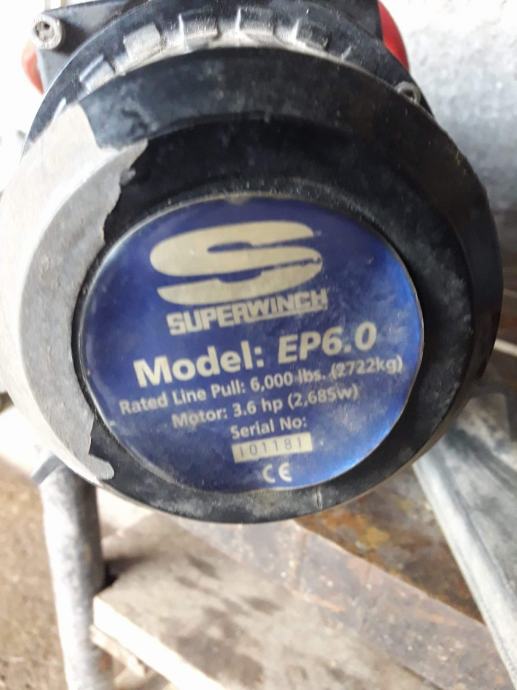 S
SUPERWINCH
Model: EP6.0
Rated Line Pull: 6,000 lbs. (2722kg)
Motor: 3.6 hp (2,685w)
Serial No:
101181
CE